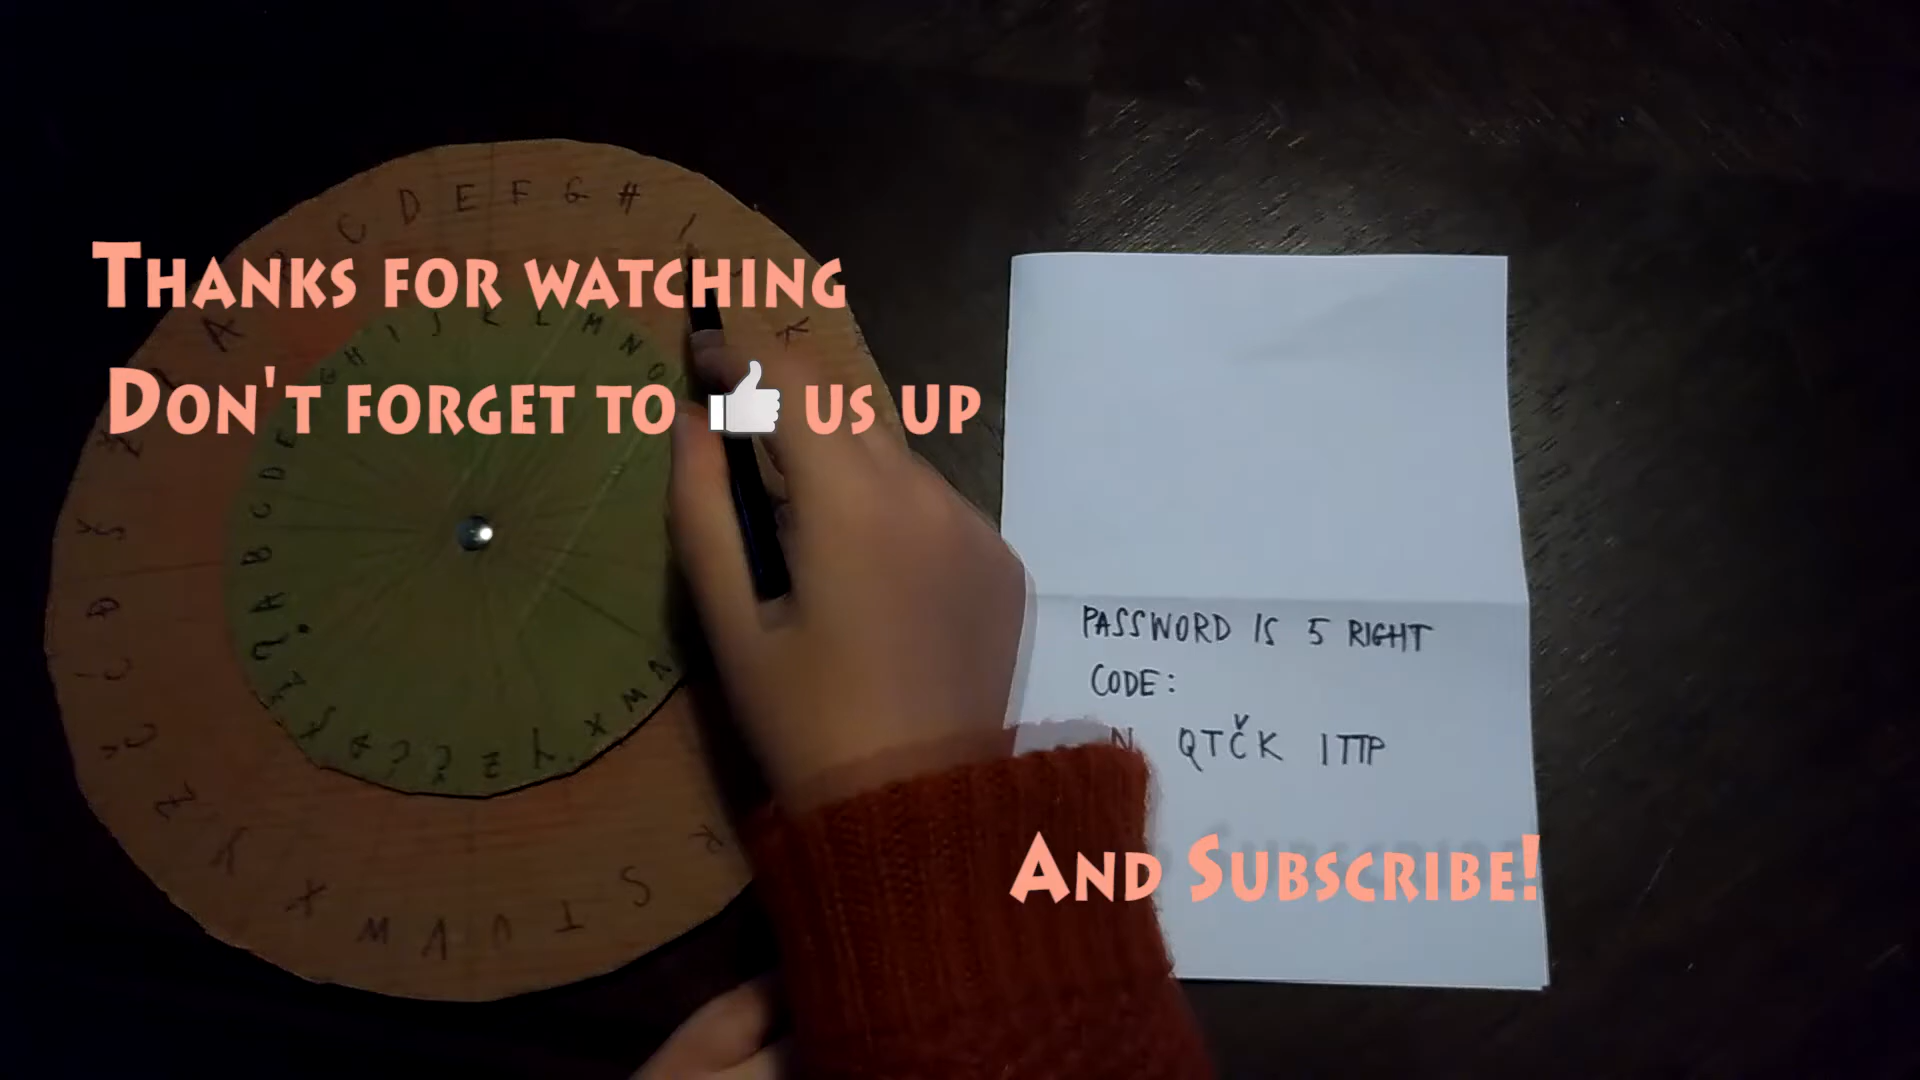 THANKS FOR WATCHING
DON'T FORGET TO US UP
PASSWORD IS 5 RIGHT
CODE:
N QTČK ITTP
AND SUBSCRIBE!
A B C D E F G # I
K
R S T U V W X Y Z Č Ć Đ Š Ž
A B C D E
G H I J K L M N O
V W X Y Z